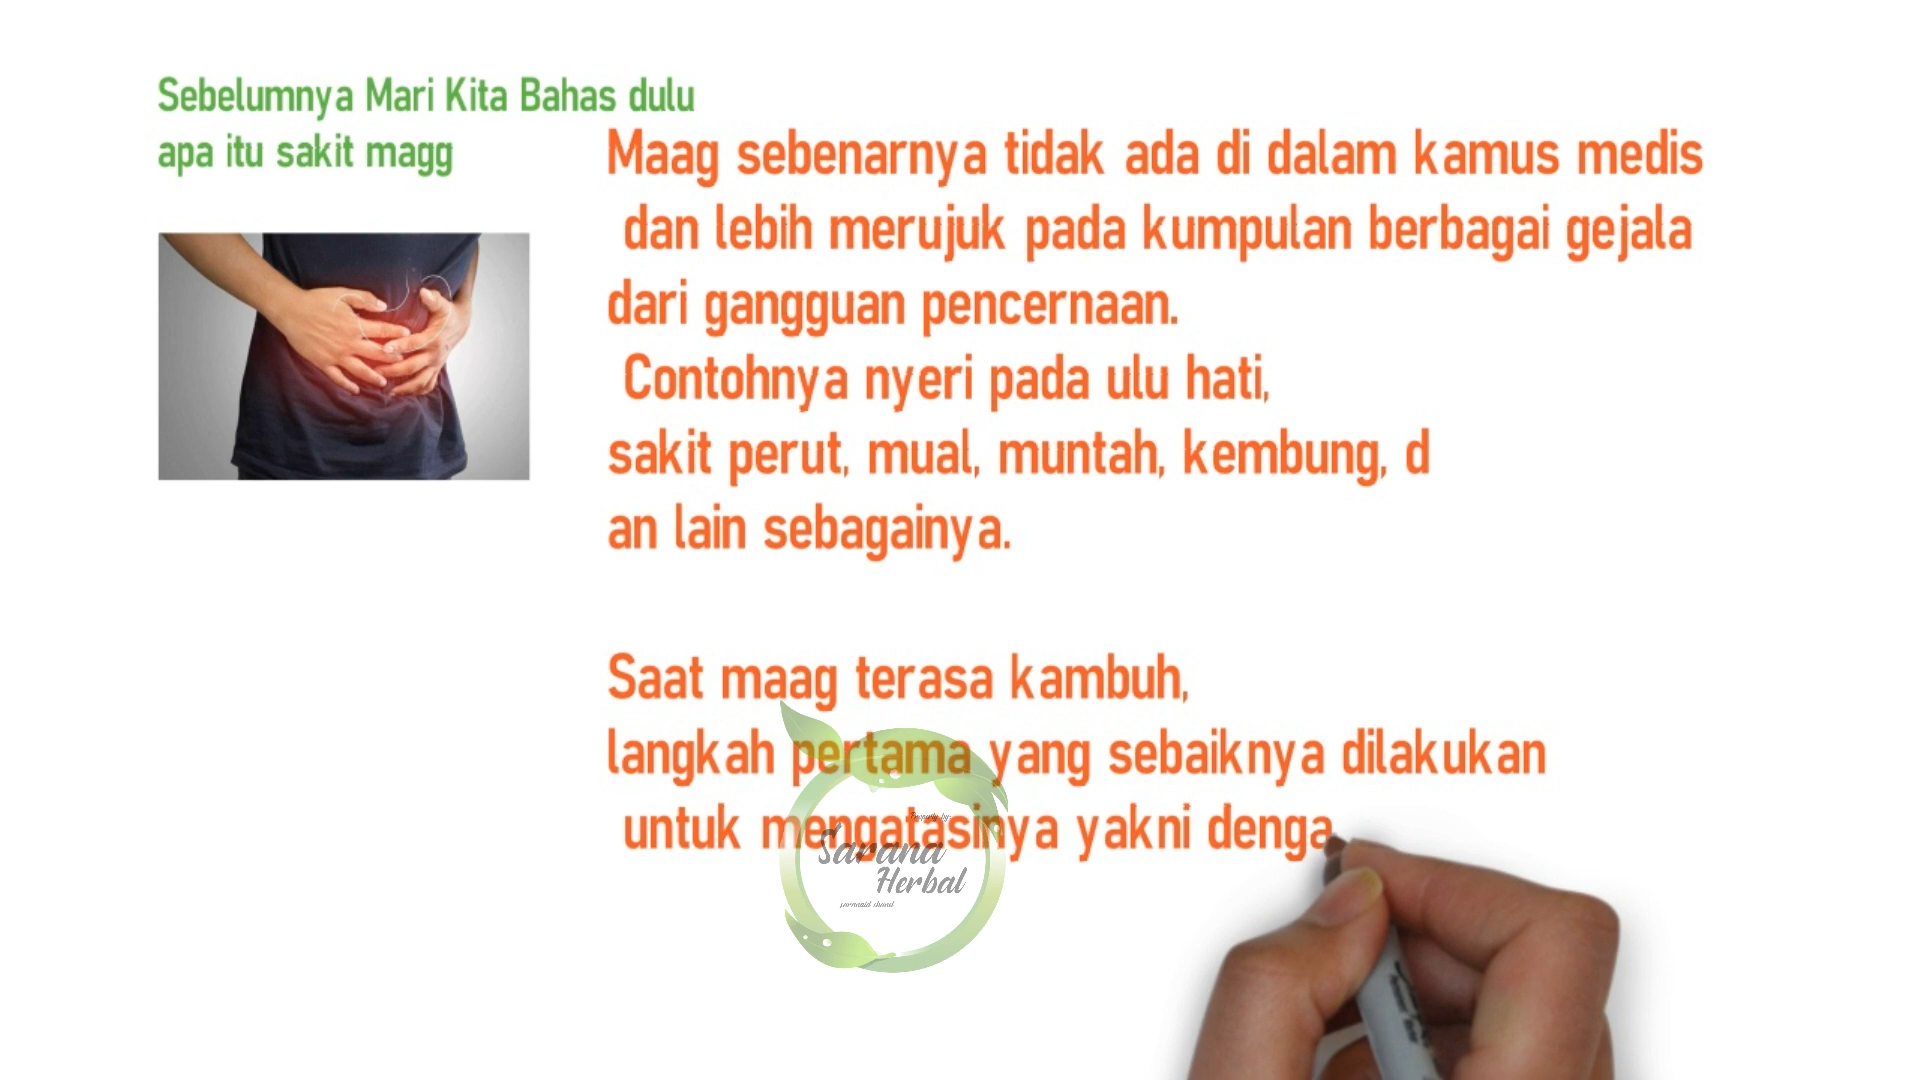 Sebelumnya Mari Kita Bahas dulu
apa itu sakit magg
Maag sebenarnya tidak ada di dalam kamus medis
dan lebih merujuk pada kumpulan berbagai gejala
dari gangguan pencernaan.
Contohnya nyeri pada ulu hati,
sakit perut, mual, muntah, kembung, d
an lain sebagainya.
Saat maag terasa kambuh,
langkah pertama yang sebaiknya dilakukan
untuk mengatasinya yakni denga
Property by:
Sarana
Herbal